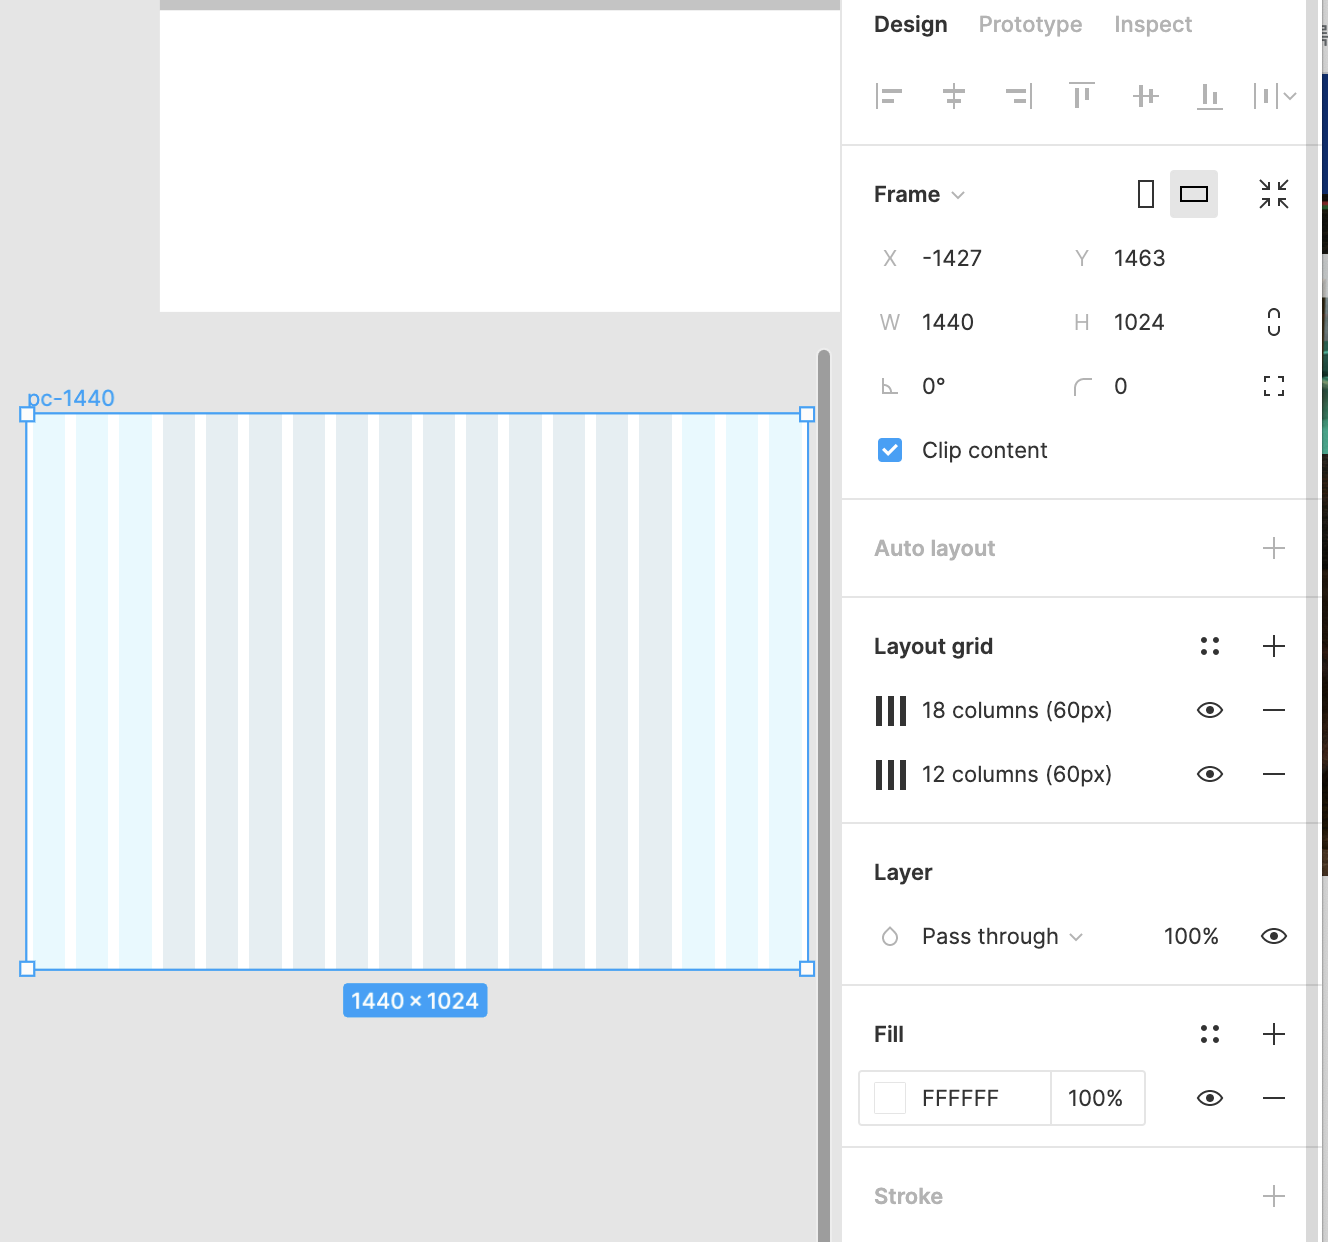 Design Prototype Inspect
Frame
X -1427 Y 1463
W 1440 H 1024
0° 0
Clip content
Auto layout
Layout grid
18 columns (60px)
12 columns (60px)
Layer
Pass through 100%
Fill
FFFFFF 100%
Stroke
pc-1440
1440 × 1024